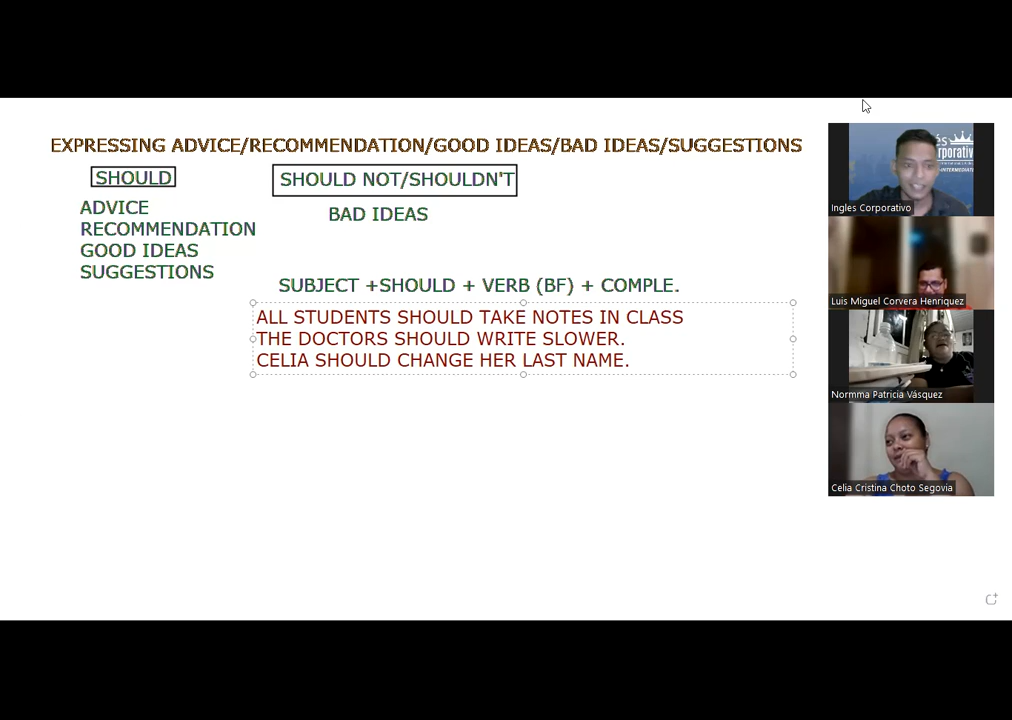 EXPRESSING ADVICE/RECOMMENDATION/GOOD IDEAS/BAD IDEAS/SUGGESTIONS
SHOULD
SHOULD NOT/SHOULDN'T
ADVICE
BAD IDEAS
RECOMMENDATION
GOOD IDEAS
SUGGESTIONS
SUBJECT +SHOULD + VERB (BF) + COMPLE.
ALL STUDENTS SHOULD TAKE NOTES IN CLASS
THE DOCTORS SHOULD WRITE SLOWER.
CELIA SHOULD CHANGE HER LAST NAME.
Ingles Corporativo
Luis Miguel Corvera Henriquez
Normma Patricia Vásquez
Celia Cristina Choto Segovia